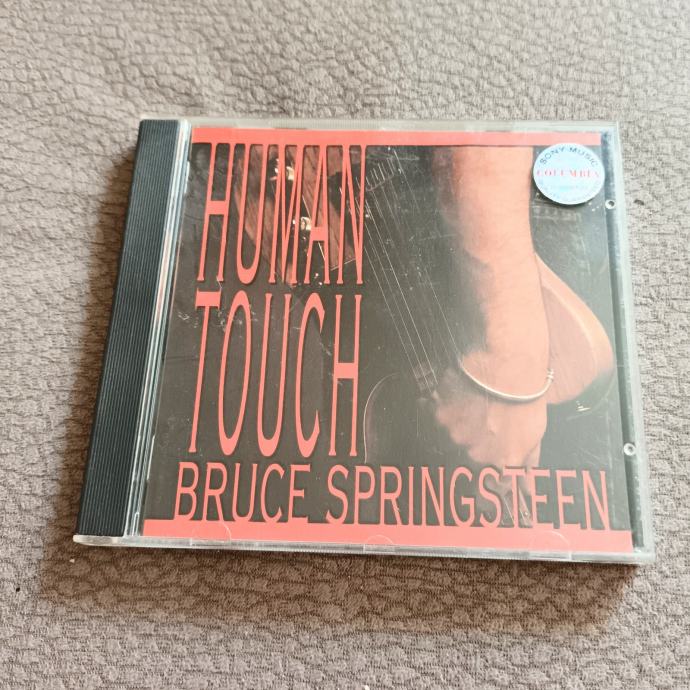 HUMAN
TOUCH
BRUCE SPRINGSTEEN
SONY MUSIC
COLUMBIA